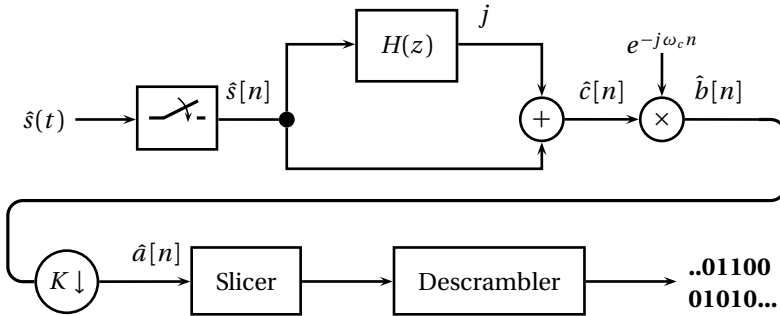 H(z)
j
e^{-jω_c n}
ŝ(t)
ŝ[n]
+
ĉ[n]
×
b̂[n]
K↓
â[n]
Slicer
Descrambler
..01100
01010...